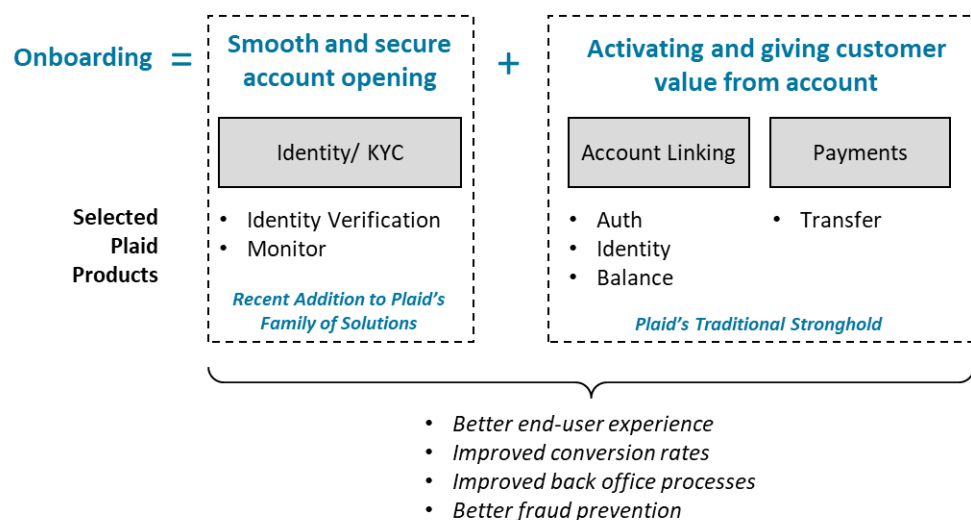 Onboarding =
Smooth and secure
account opening
+
Activating and giving customer
value from account
Identity/ KYC
Account Linking
Payments
Selected
Plaid
Products
• Identity Verification
• Monitor
• Auth
• Identity
• Balance
• Transfer
Recent Addition to Plaid's
Family of Solutions
Plaid's Traditional Stronghold
• Better end-user experience
• Improved conversion rates
• Improved back office processes
• Better fraud prevention